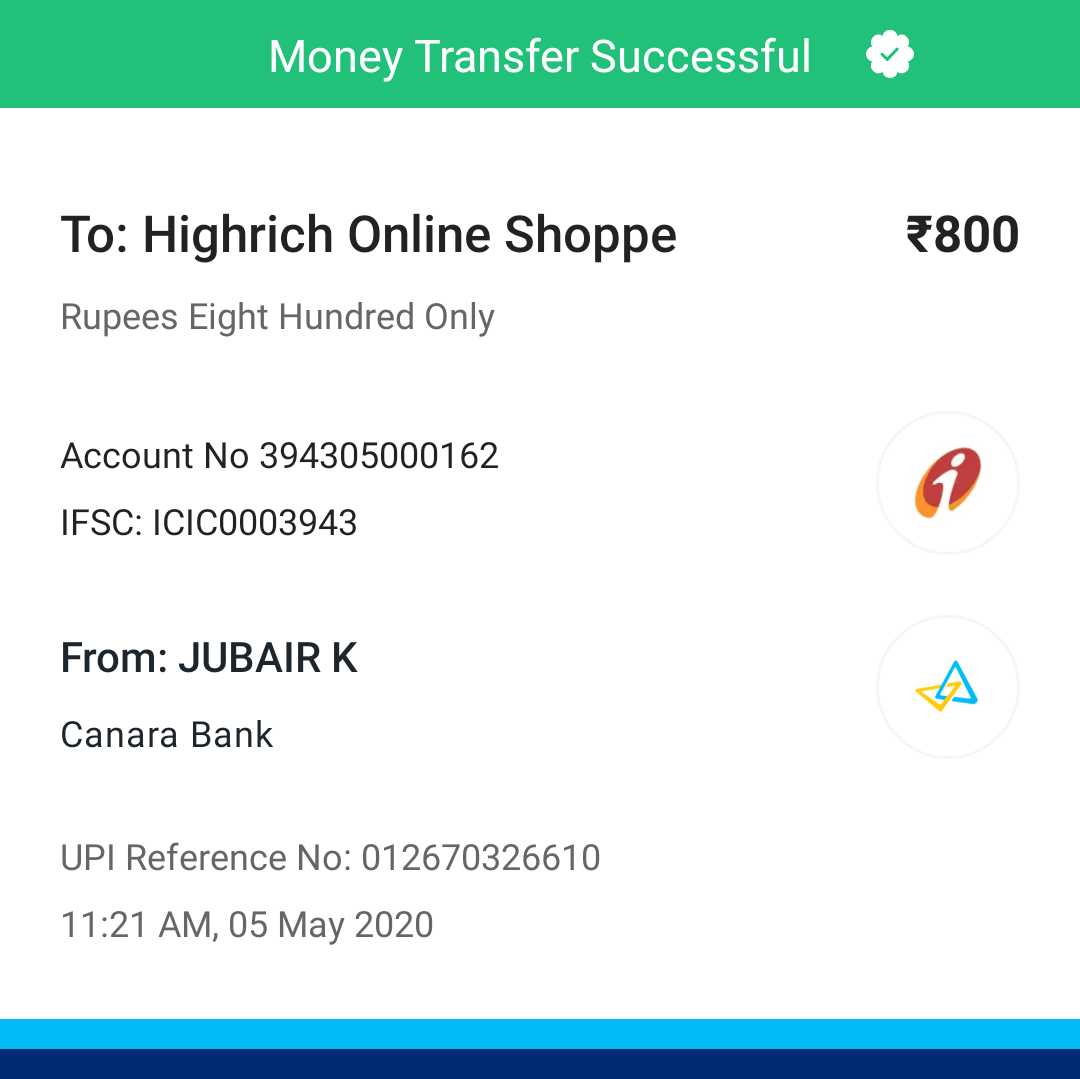 Money Transfer Successful
To: Highrich Online Shoppe ₹800
Rupees Eight Hundred Only
Account No 394305000162
IFSC: ICIC0003943
From: JUBAIR K
Canara Bank
UPI Reference No: 012670326610
11:21 AM, 05 May 2020